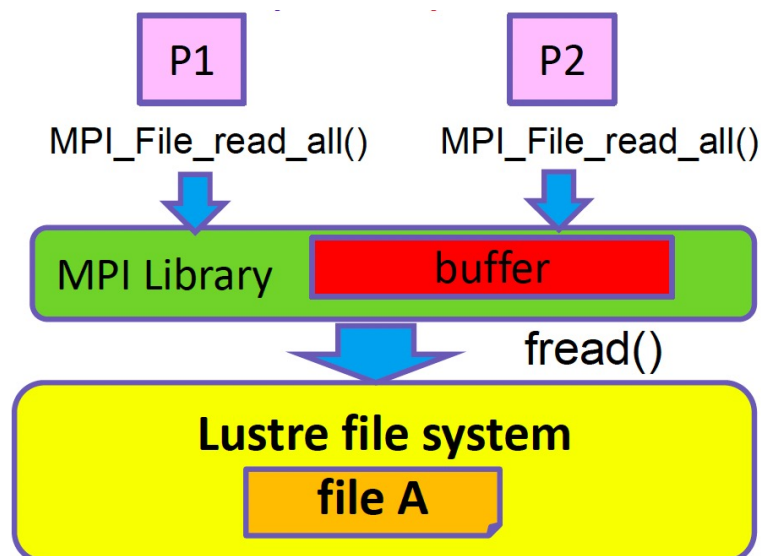 P1 P2
MPI_File_read_all() MPI_File_read_all()
MPI Library buffer
fread()
Lustre file system
file A